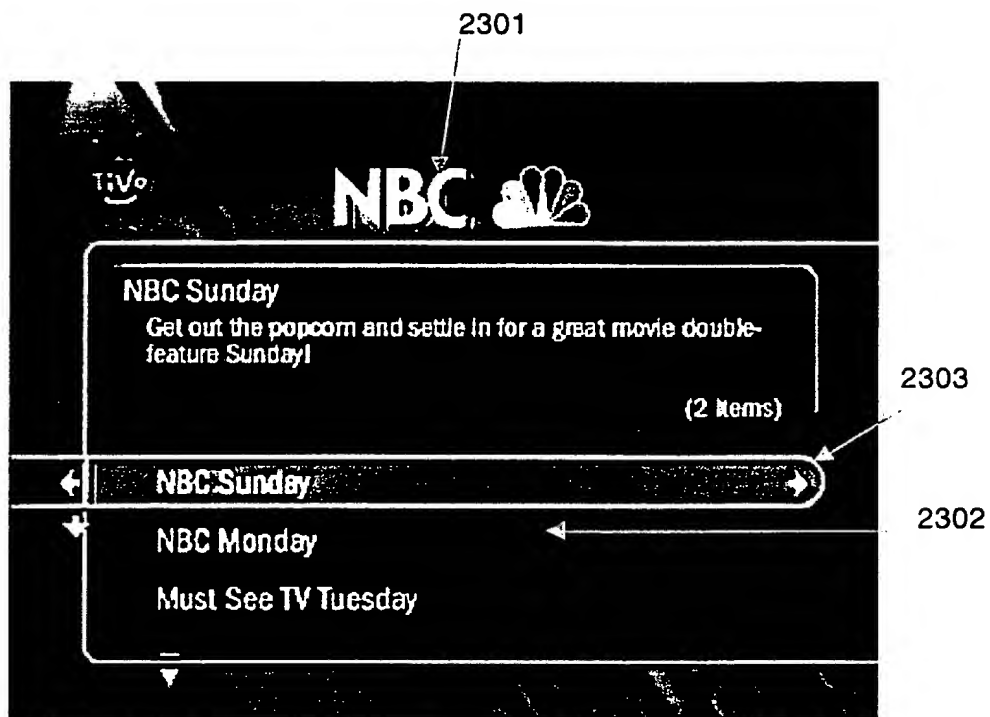 2301
TiVo
NBC
NBC Sunday
Get out the popcorn and settle in for a great movie double-
feature Sunday!
(2 Items)
2303
NBC Sunday
2302
NBC Monday
Must See TV Tuesday